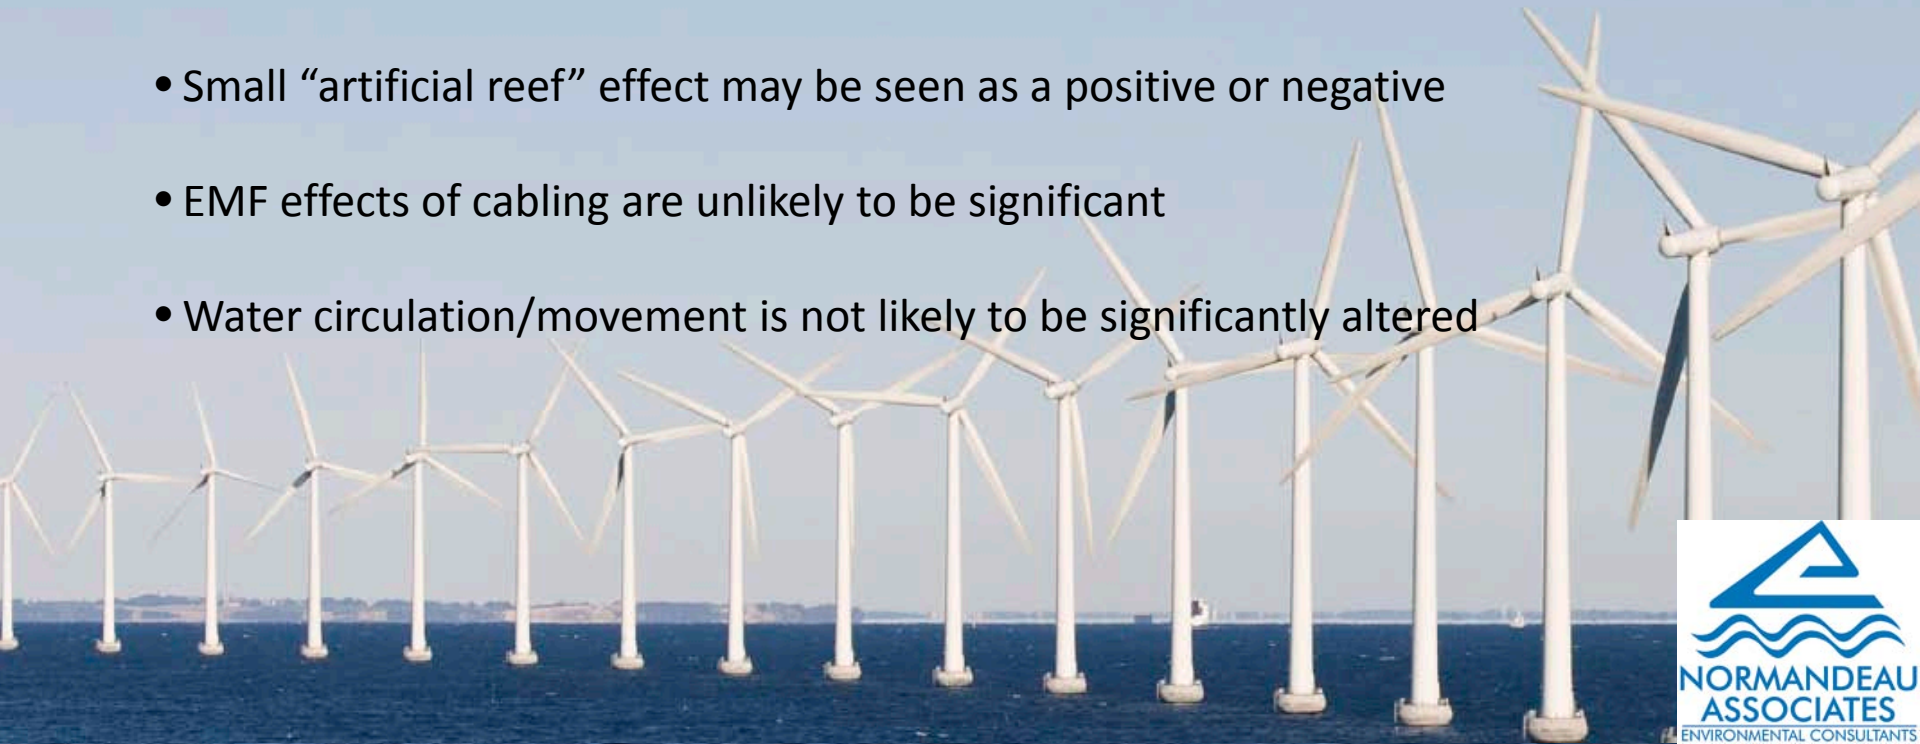 • Small “artificial reef” effect may be seen as a positive or negative
• EMF effects of cabling are unlikely to be significant
• Water circulation/movement is not likely to be significantly altered
NORMANDEAU
ASSOCIATES
ENVIRONMENTAL CONSULTANTS